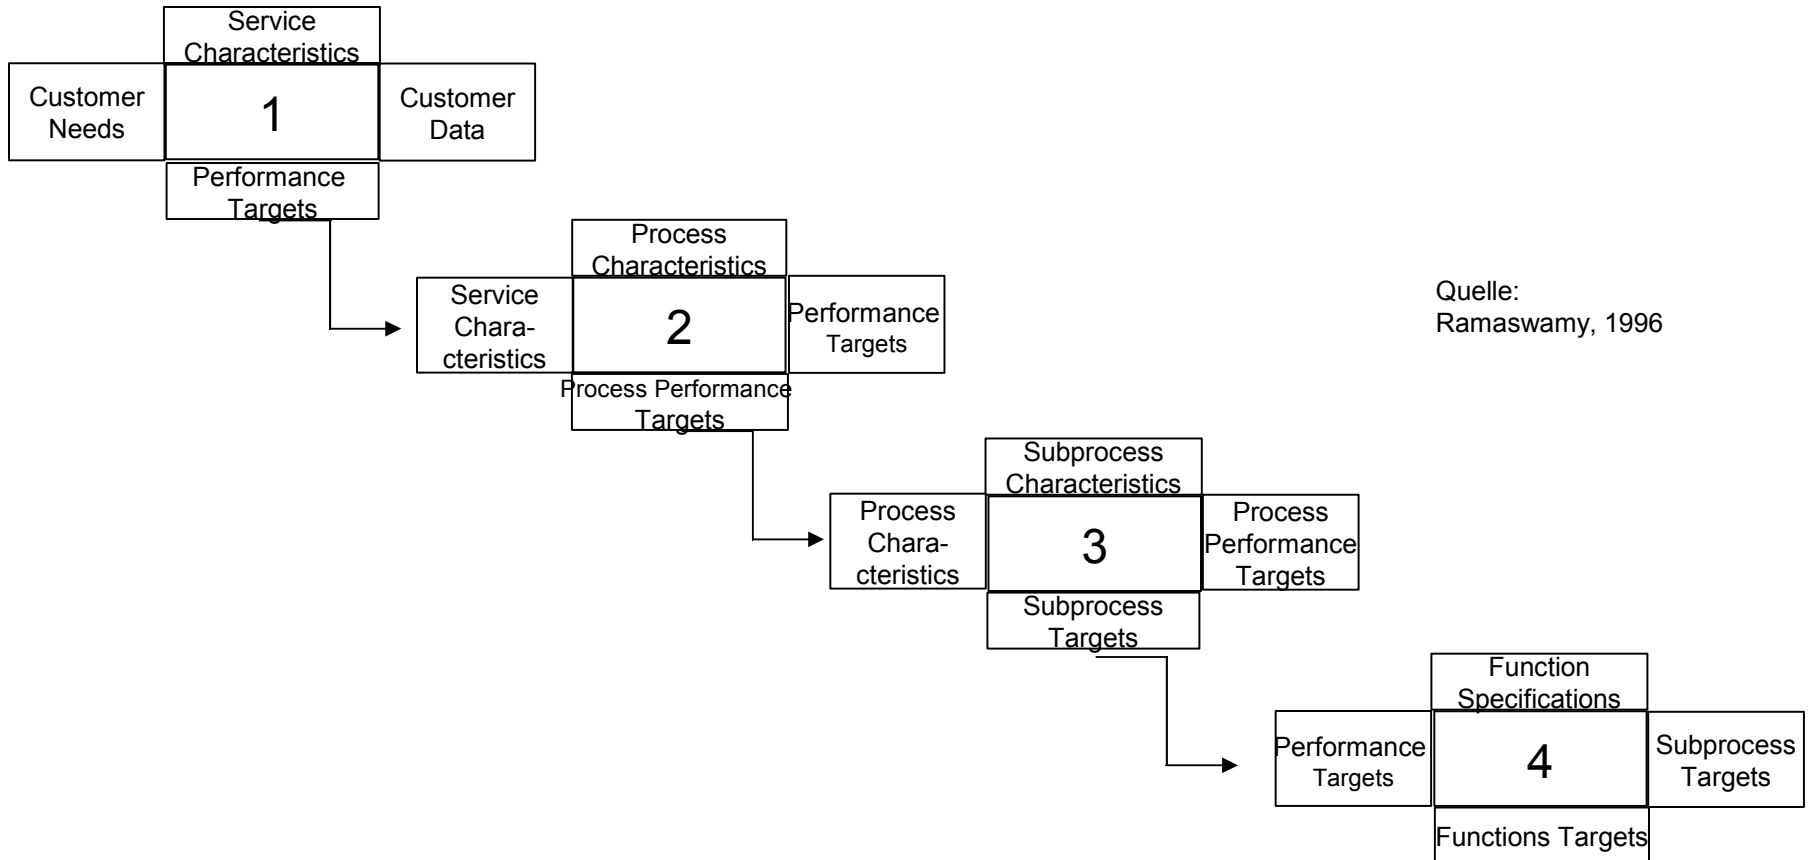 Service
Characteristics
Customer
Needs
1
Customer
Data
Performance
Targets
Process
Characteristics
Service
Chara-
cteristics
2
Performance
Targets
Process Performance
Targets
Quelle:
Ramaswamy, 1996
Subprocess
Characteristics
Process
Chara-
cteristics
3
Process
Performance
Targets
Subprocess
Targets
Function
Specifications
Performance
Targets
4
Subprocess
Targets
Functions Targets